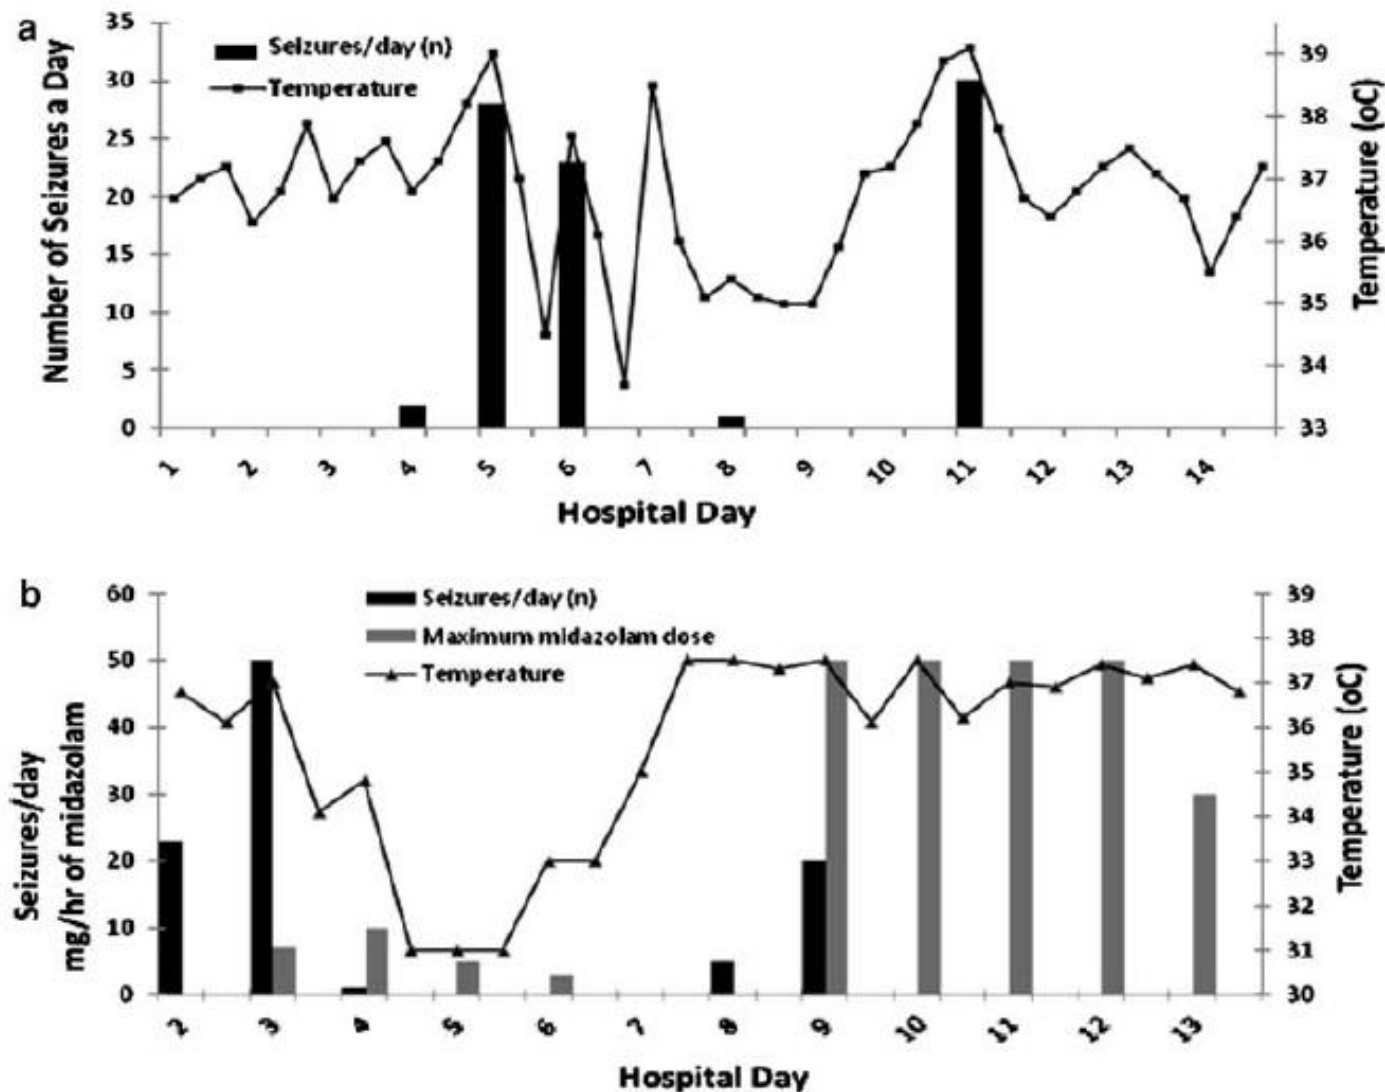 a
Number of Seizures a Day
35
30
25
20
15
10
5
0
Seizures/day (n)
Temperature
39
38
37
36
35
34
33
Temperature (oC)
1 2 3 4 5 6 7 8 9 10 11 12 13 14
Hospital Day
b
Seizures/day
mg/hr of midazolam
60
50
40
30
20
10
0
Seizures/day (n)
Maximum midazolam dose
Temperature
39
38
37
36
35
34
33
32
31
30
Temperature (oC)
2 3 4 5 6 7 8 9 10 11 12 13
Hospital Day